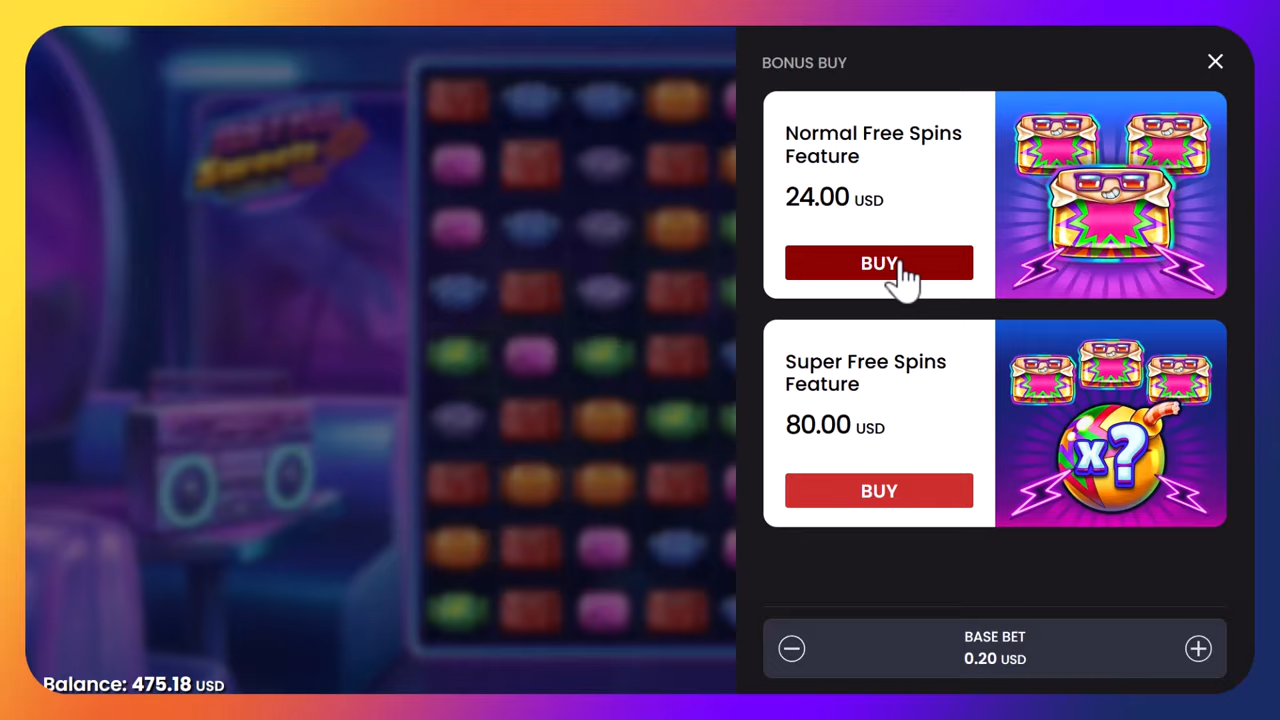 BONUS BUY
Normal Free Spins
Feature
24.00 USD
BUY
Super Free Spins
Feature
80.00 USD
BUY
x?
BASE BET
0.20 USD
Balance: 475.18 USD